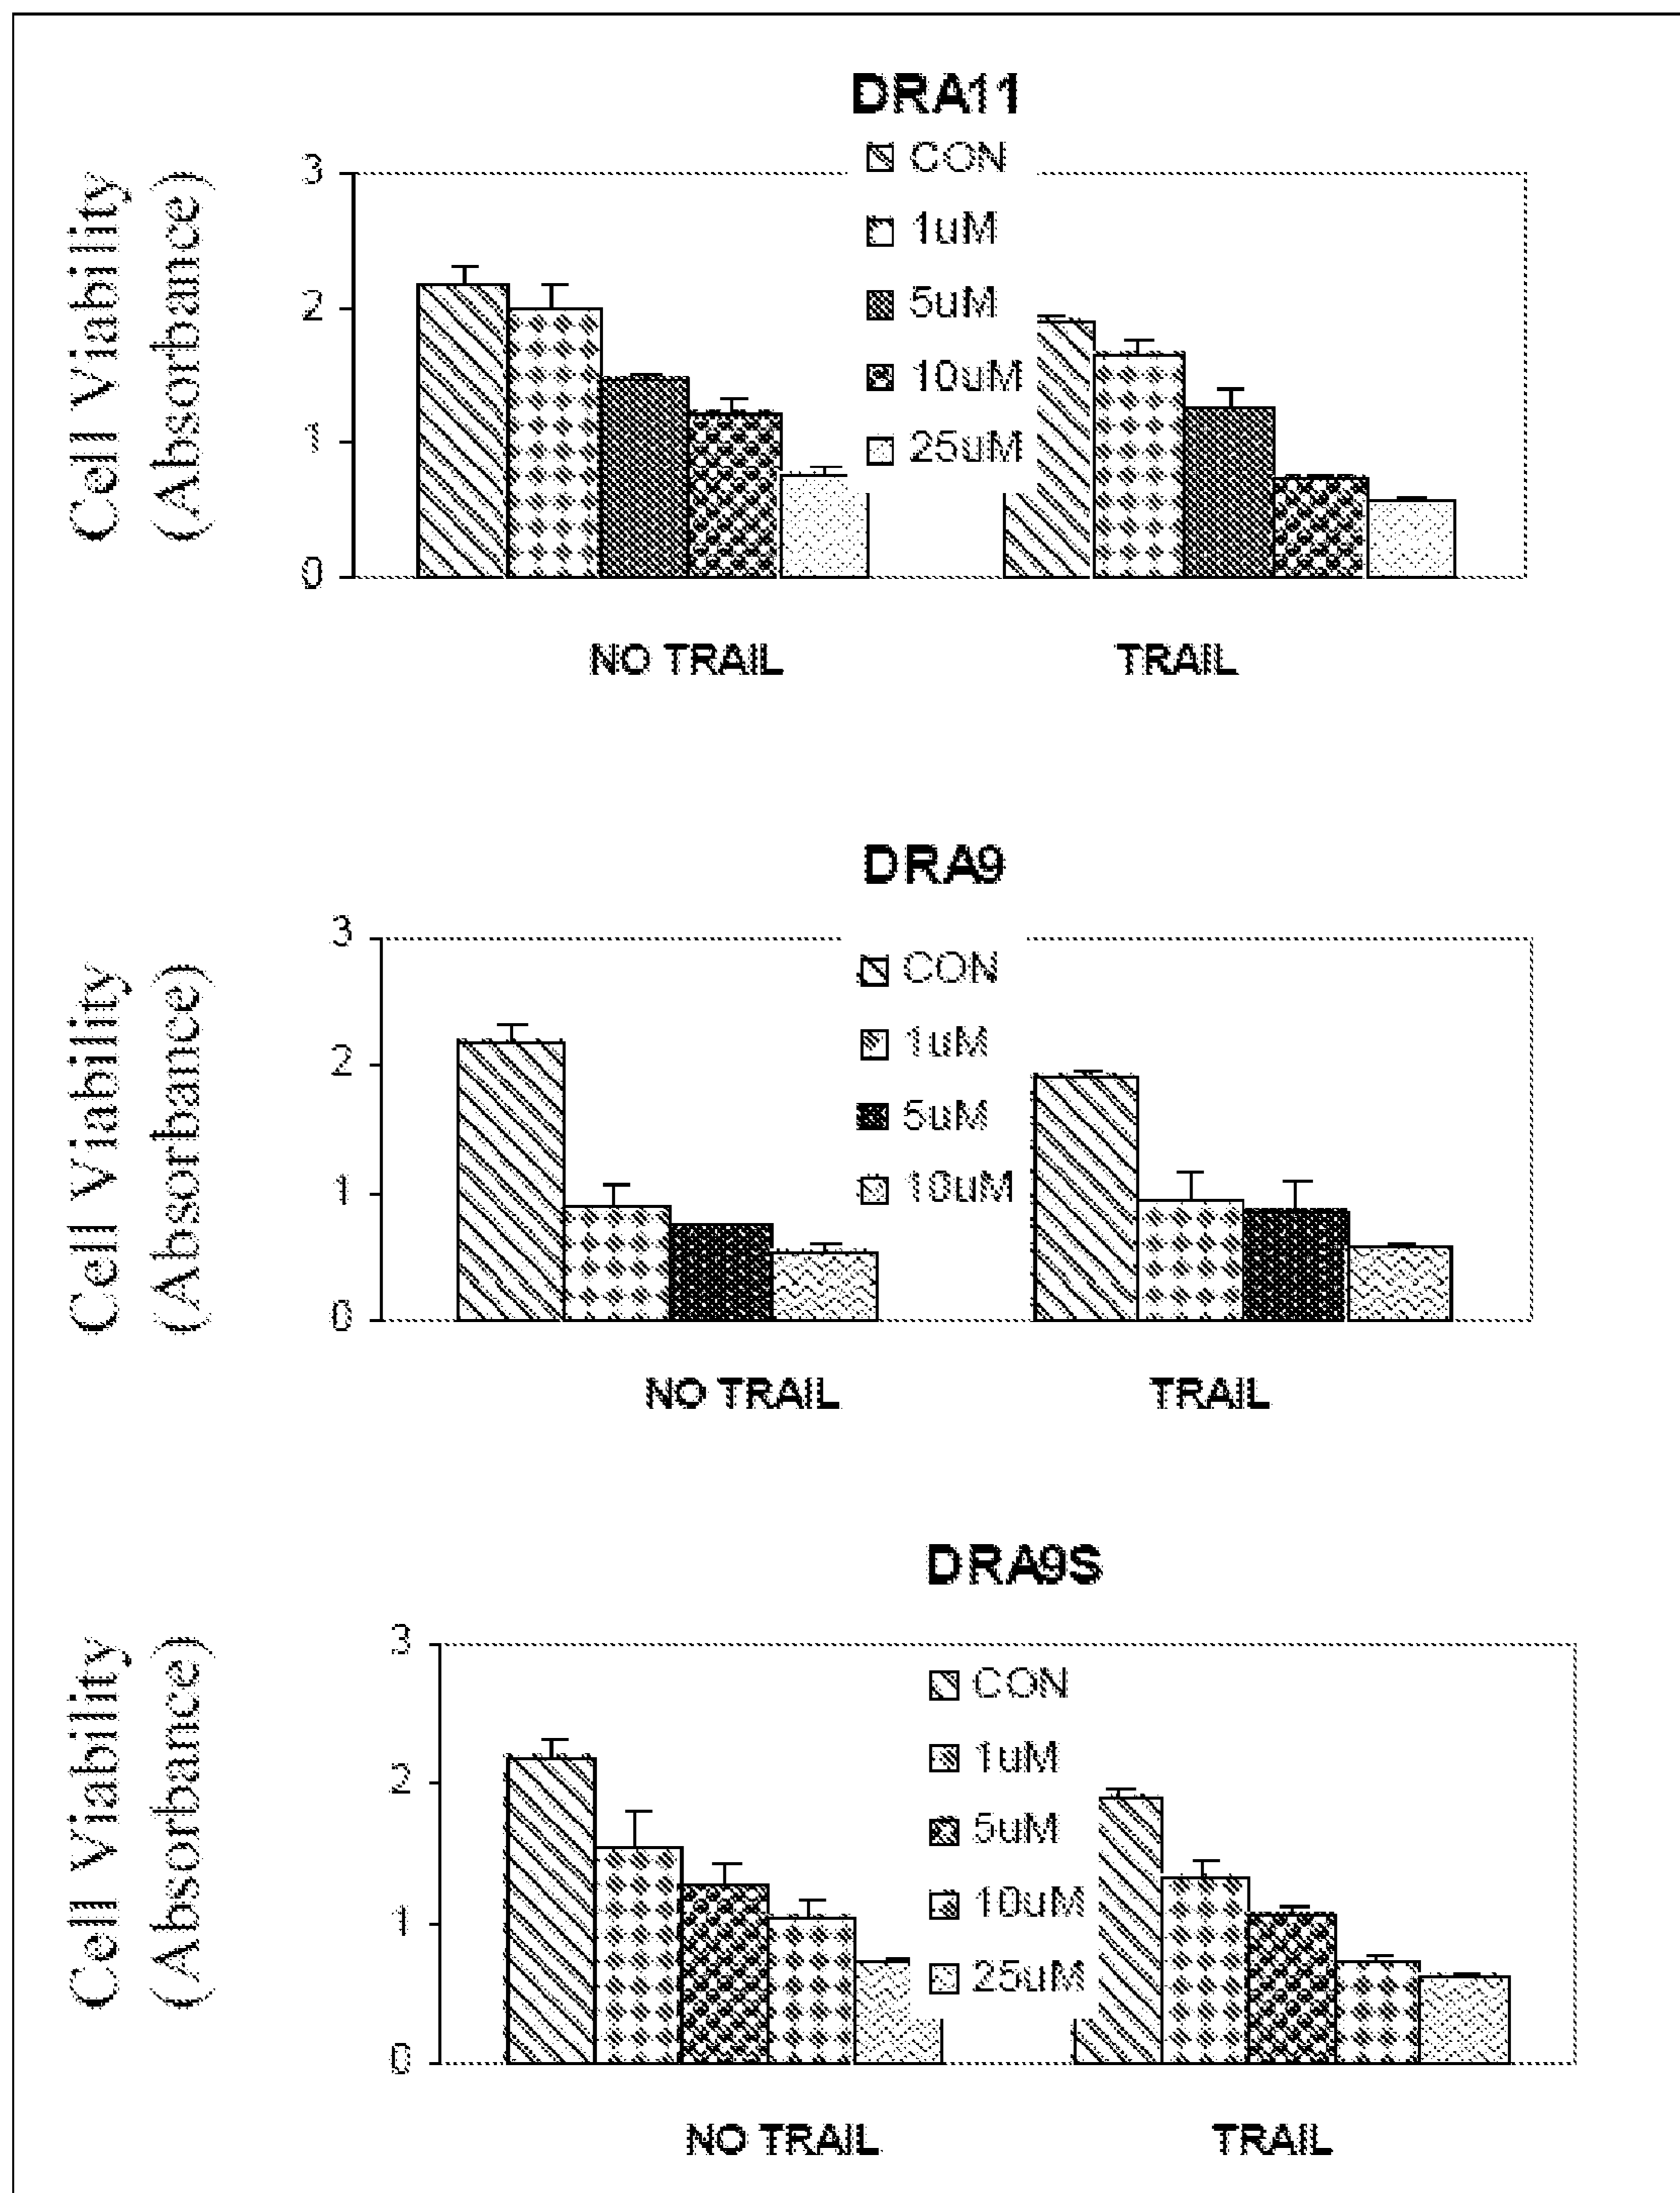 DRA11
Cell Viability
(Absorbance)
3
2
1
0
CON
1uM
5uM
10uM
25uM
NO TRAIL
TRAIL
DRA9
Cell Viability
(Absorbance)
3
2
1
0
CON
1uM
5uM
10uM
NO TRAIL
TRAIL
DRA9S
Cell Viability
(Absorbance)
3
2
1
0
CON
1uM
5uM
10uM
25uM
NO TRAIL
TRAIL